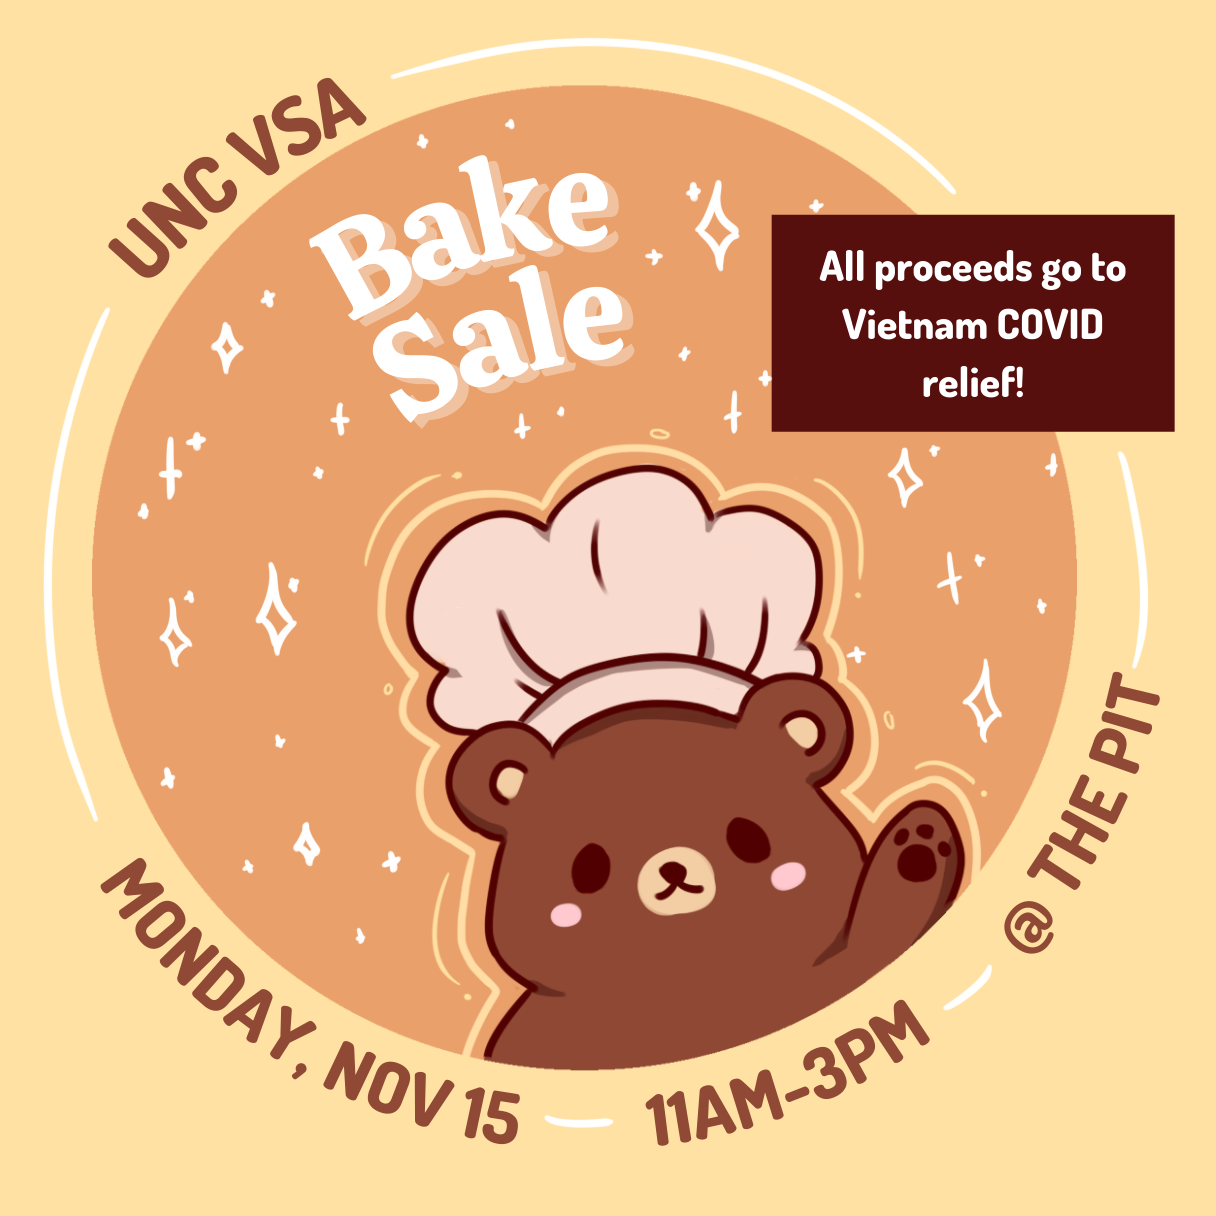 UNC VSA
Bake
Sale
All proceeds go to
Vietnam COVID
relief!
MONDAY, NOV 15
11AM-3PM
@ THE PIT